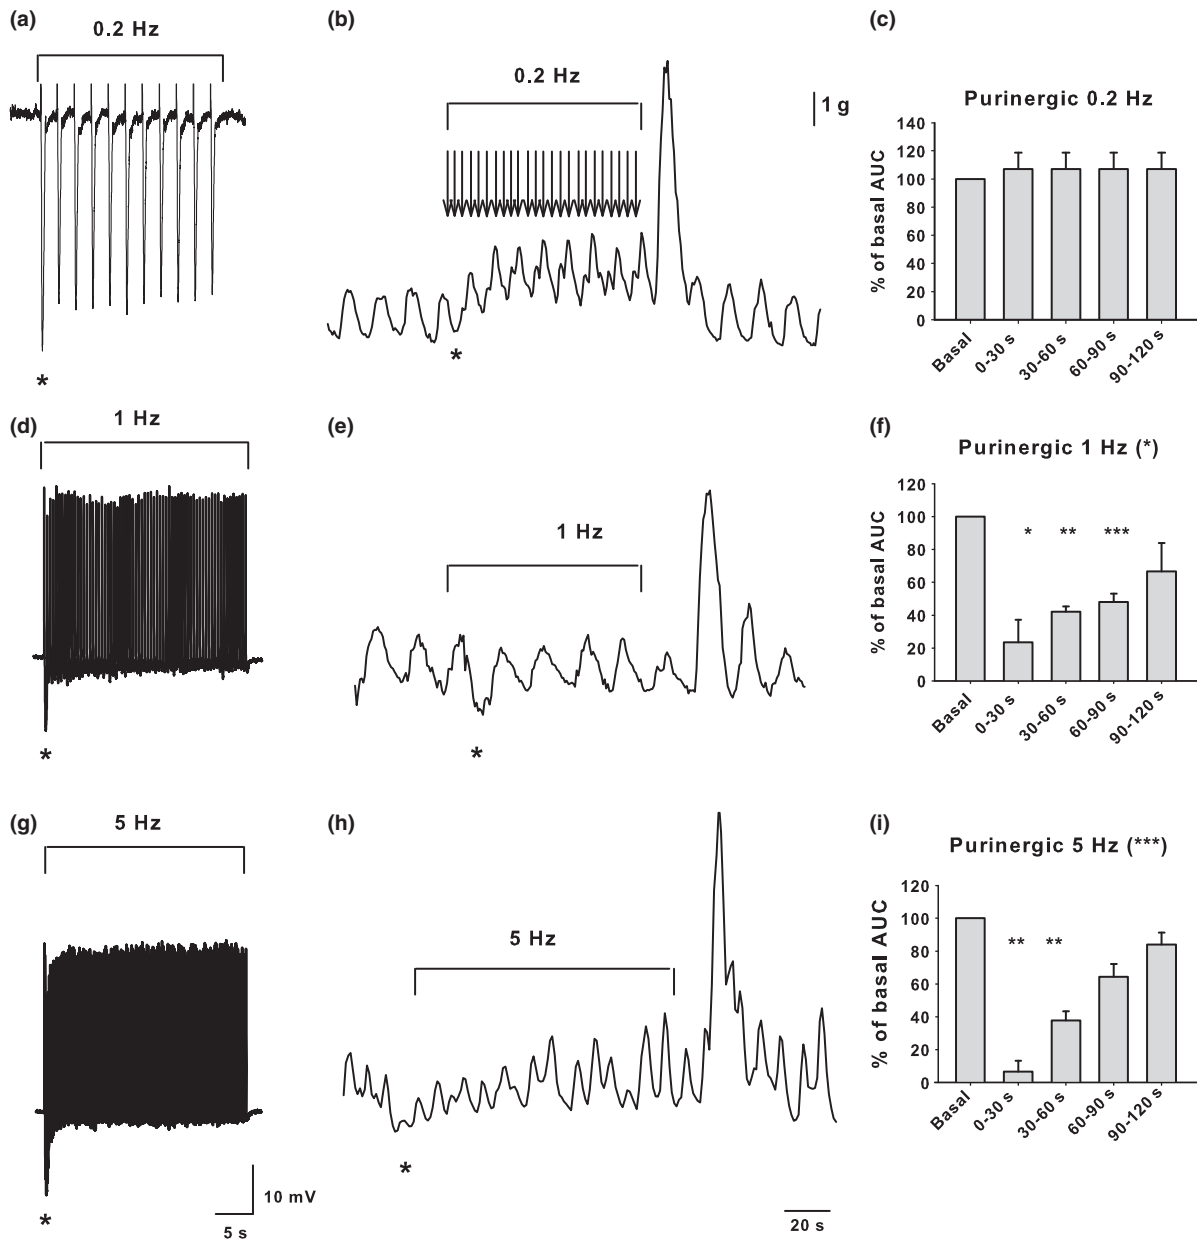 (a)
0.2 Hz
*
(b)
0.2 Hz
1 g
*
(c)
Purinergic 0.2 Hz
% of basal AUC
140
120
100
80
60
40
20
0
Basal
0-30 s
30-60 s
60-90 s
90-120 s
(d)
1 Hz
*
(e)
1 Hz
*
(f)
Purinergic 1 Hz (*)
% of basal AUC
120
100
80
60
40
20
0
*
**
***
Basal
0-30 s
30-60 s
60-90 s
90-120 s
(g)
5 Hz
*
10 mV
5 s
(h)
5 Hz
*
20 s
(i)
Purinergic 5 Hz (***)
% of basal AUC
120
100
80
60
40
20
0
**
**
Basal
0-30 s
30-60 s
60-90 s
90-120 s